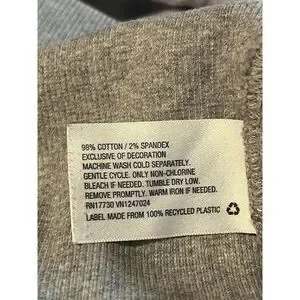 98% COTTON / 2% SPANDEX
EXCLUSIVE OF DECORATION
MACHINE WASH COLD SEPARATELY.
GENTLE CYCLE. ONLY NON-CHLORINE
BLEACH IF NEEDED. TUMBLE DRY LOW.
REMOVE PROMPTLY. WARM IRON IF NEEDED.
RN17730 VN1247024
LABEL MADE FROM 100% RECYCLED PLASTIC